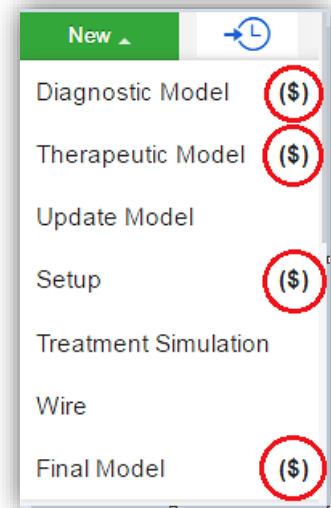 New
Diagnostic Model ($)
Therapeutic Model ($)
Update Model
Setup ($)
Treatment Simulation
Wire
Final Model ($)